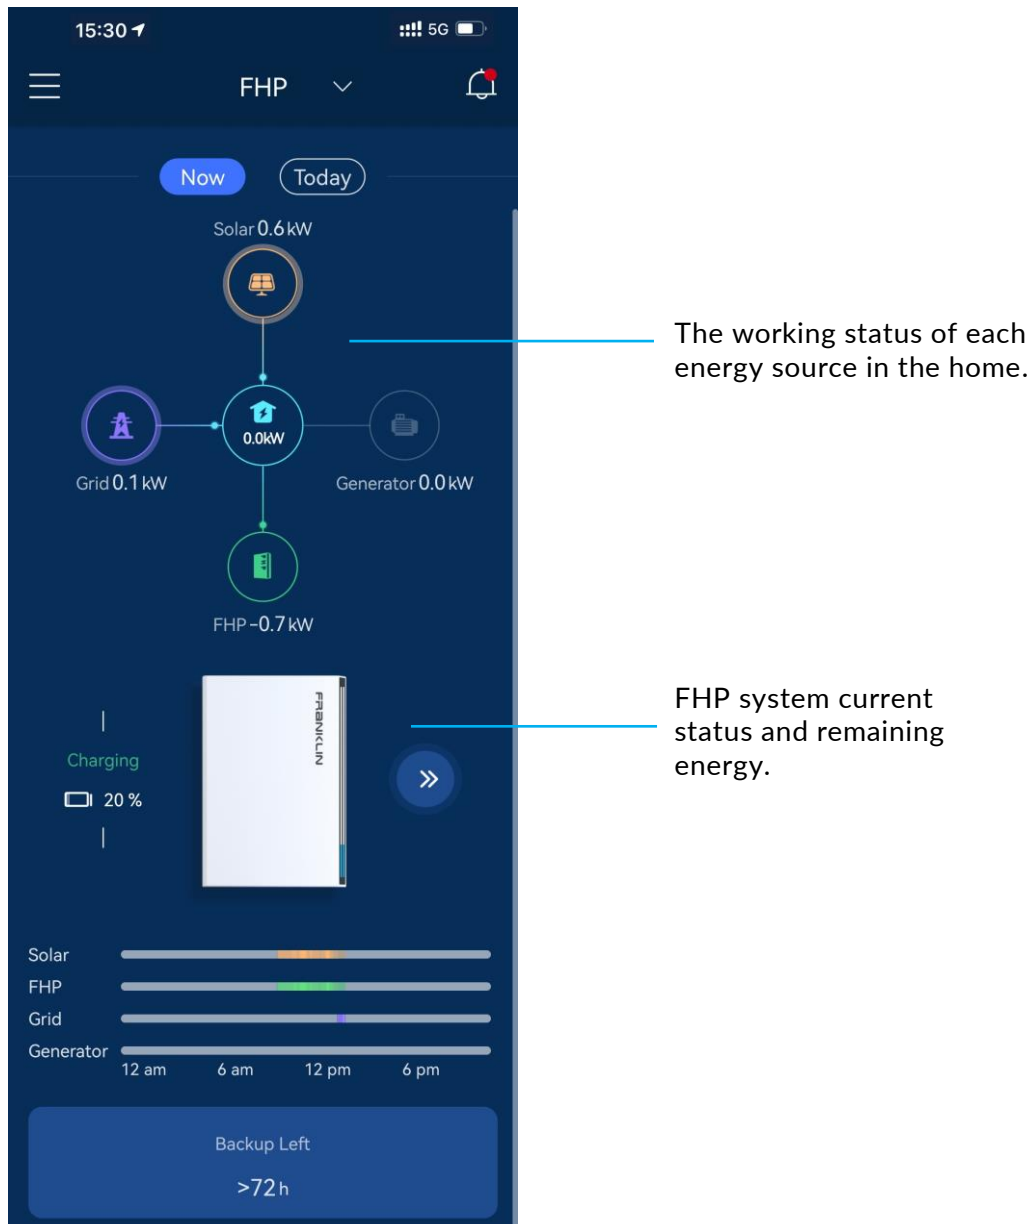 15:30
5G
FHP
Now
Today
Solar 0.6 kW
The working status of each
energy source in the home.
0.0kW
Grid 0.1 kW
Generator 0.0 kW
FHP
FHP -0.7 kW
FRANKLIN
FHP system current
status and remaining
energy.
Charging
20 %
Solar
FHP
Grid
Generator
12 am 6 am 12 pm 6 pm
Backup Left
>72 h